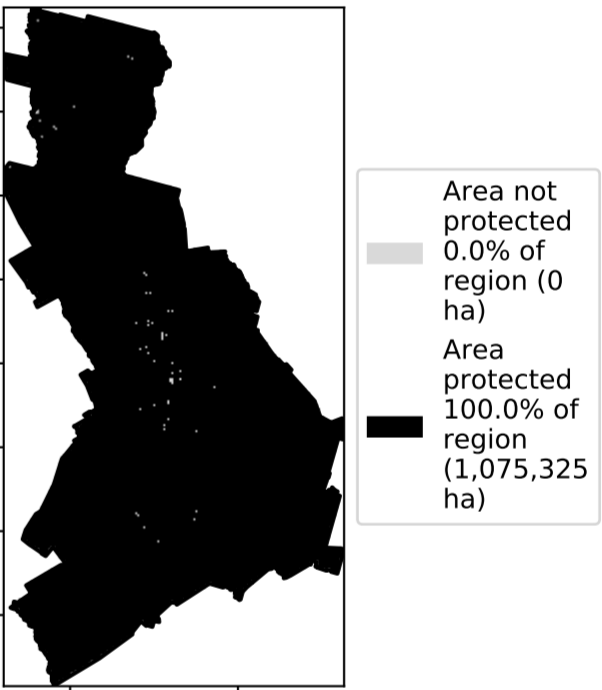 Area not
protected
0.0% of
region (0
ha)
Area
protected
100.0% of
region
(1,075,325
ha)